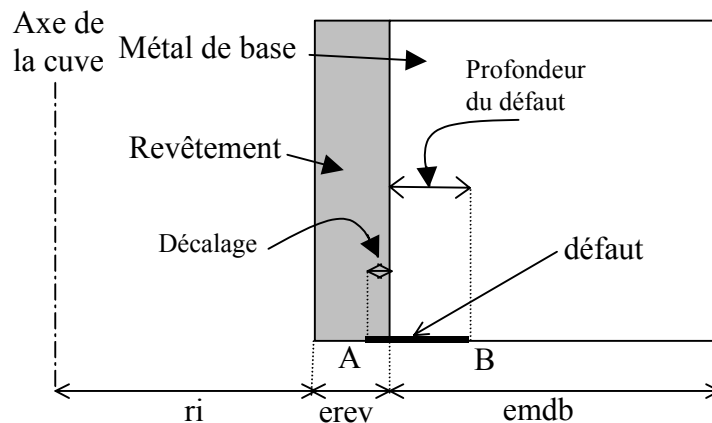 Axe de
la cuve
Métal de base
Profondeur
du défaut
Revêtement
Décalage
défaut
A
B
ri
erev
emdb